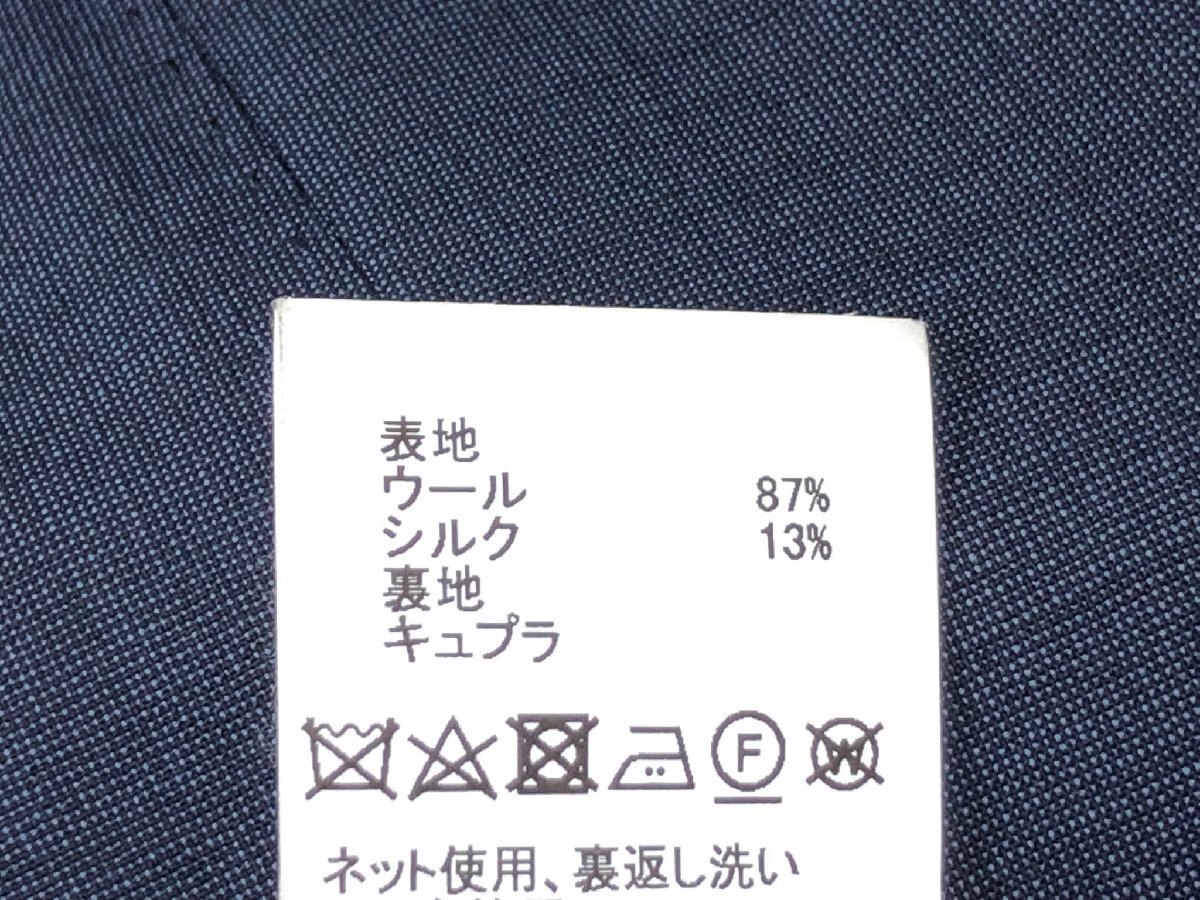 表地
ウール 87%
シルク 13%
裏地
キュプラ
F W
ネット使用、裏返し洗い